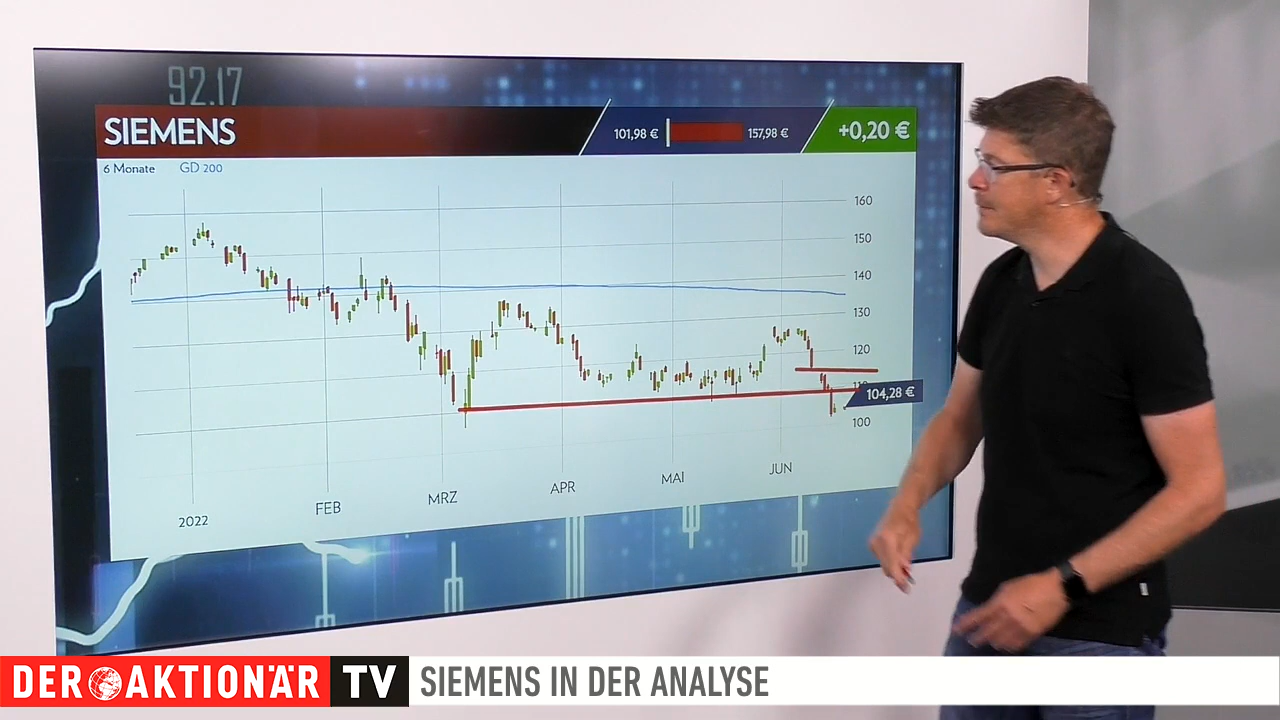 92.17
SIEMENS
101,98 €
157,98 €
+0,20 €
6 Monate
GD 200
160
150
140
130
120
104,28 €
100
2022
FEB
MRZ
APR
MAI
JUN
DER AKTIONÄR TV
SIEMENS IN DER ANALYSE